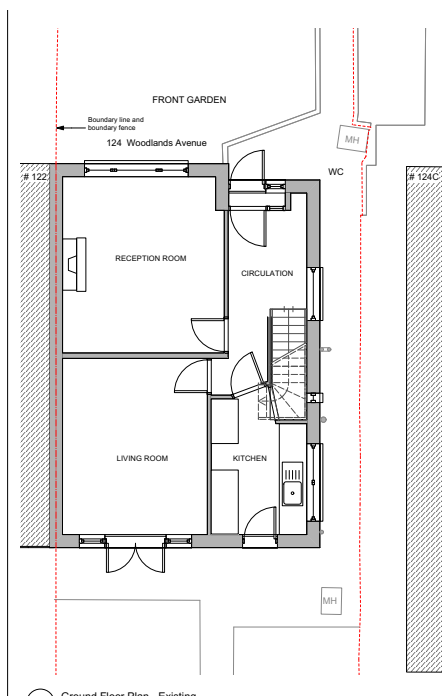 FRONT GARDEN
Boundary line and
boundary fence
124 Woodlands Avenue
MH
WC
# 122
# 124C
RECEPTION ROOM
CIRCULATION
LIVING ROOM
KITCHEN
MH
Ground Floor Plan - Existing